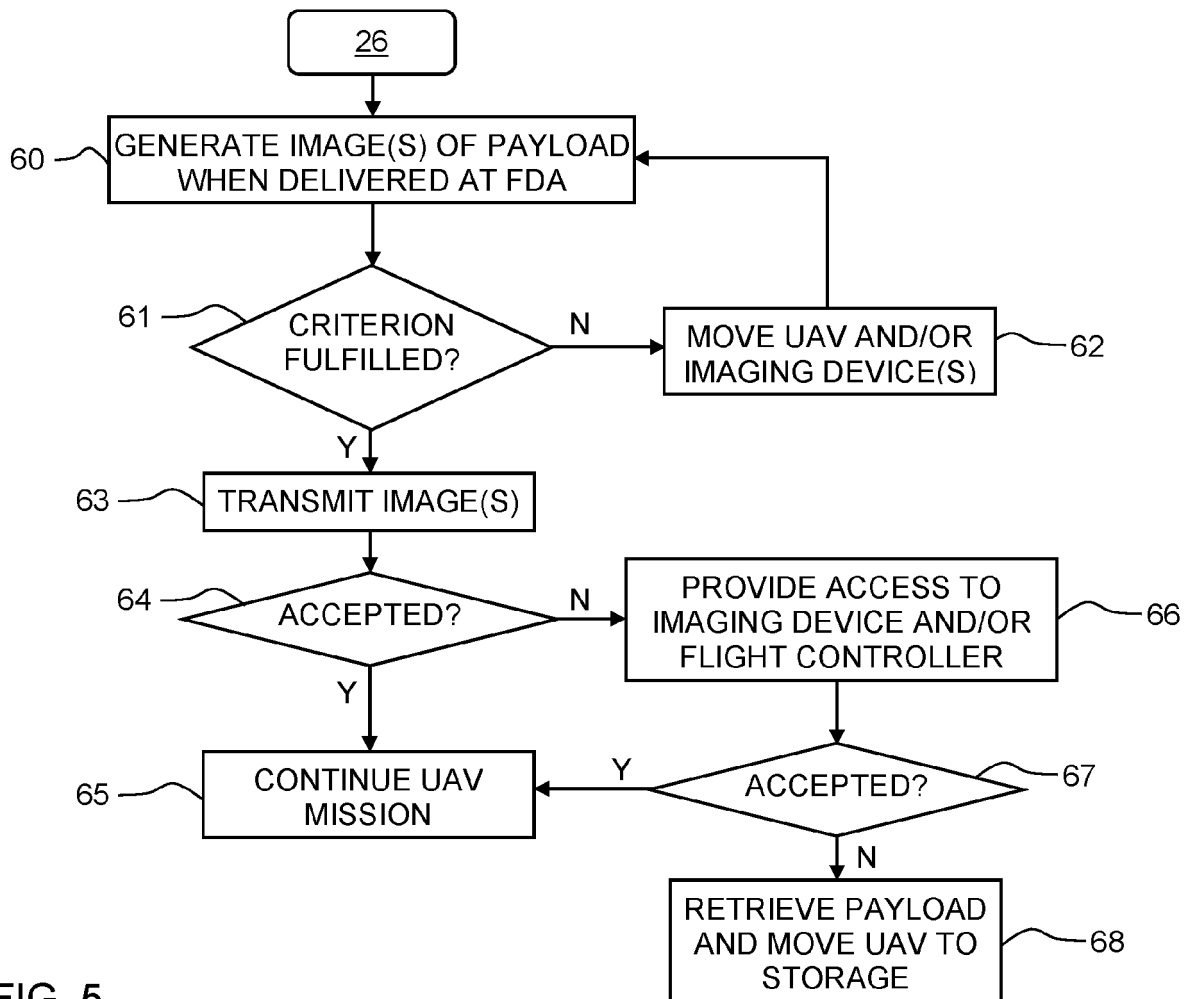 26
60
GENERATE IMAGE(S) OF PAYLOAD
WHEN DELIVERED AT FDA
61
CRITERION
FULFILLED?
N
MOVE UAV AND/OR
IMAGING DEVICE(S)
62
Y
63
TRANSMIT IMAGE(S)
64
ACCEPTED?
N
PROVIDE ACCESS TO
IMAGING DEVICE AND/OR
FLIGHT CONTROLLER
66
Y
65
CONTINUE UAV
MISSION
Y
ACCEPTED?
67
N
RETRIEVE PAYLOAD
AND MOVE UAV TO
STORAGE
68
FIG. 5